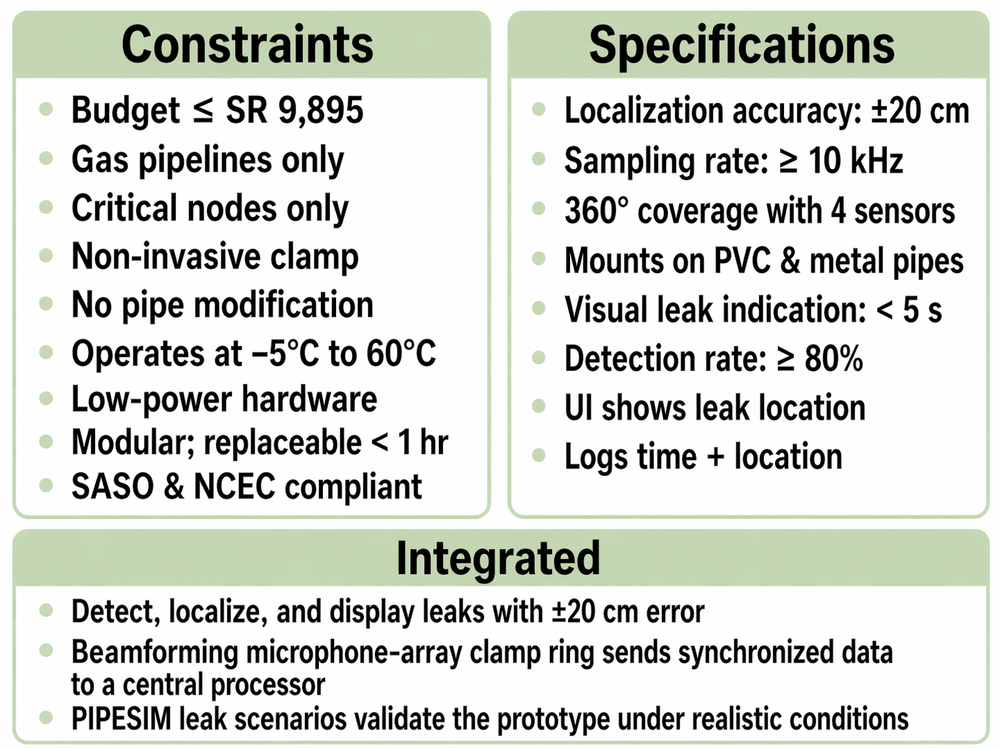 Constraints
• Budget ≤ SR 9,895
• Gas pipelines only
• Critical nodes only
• Non-invasive clamp
• No pipe modification
• Operates at –5°C to 60°C
• Low-power hardware
• Modular; replaceable < 1 hr
• SASO & NCEC compliant
Specifications
• Localization accuracy: ±20 cm
• Sampling rate: ≥ 10 kHz
• 360° coverage with 4 sensors
• Mounts on PVC & metal pipes
• Visual leak indication: < 5 s
• Detection rate: ≥ 80%
• UI shows leak location
• Logs time + location
Integrated
• Detect, localize, and display leaks with ±20 cm error
• Beamforming microphone-array clamp ring sends synchronized data
to a central processor
• PIPESIM leak scenarios validate the prototype under realistic conditions